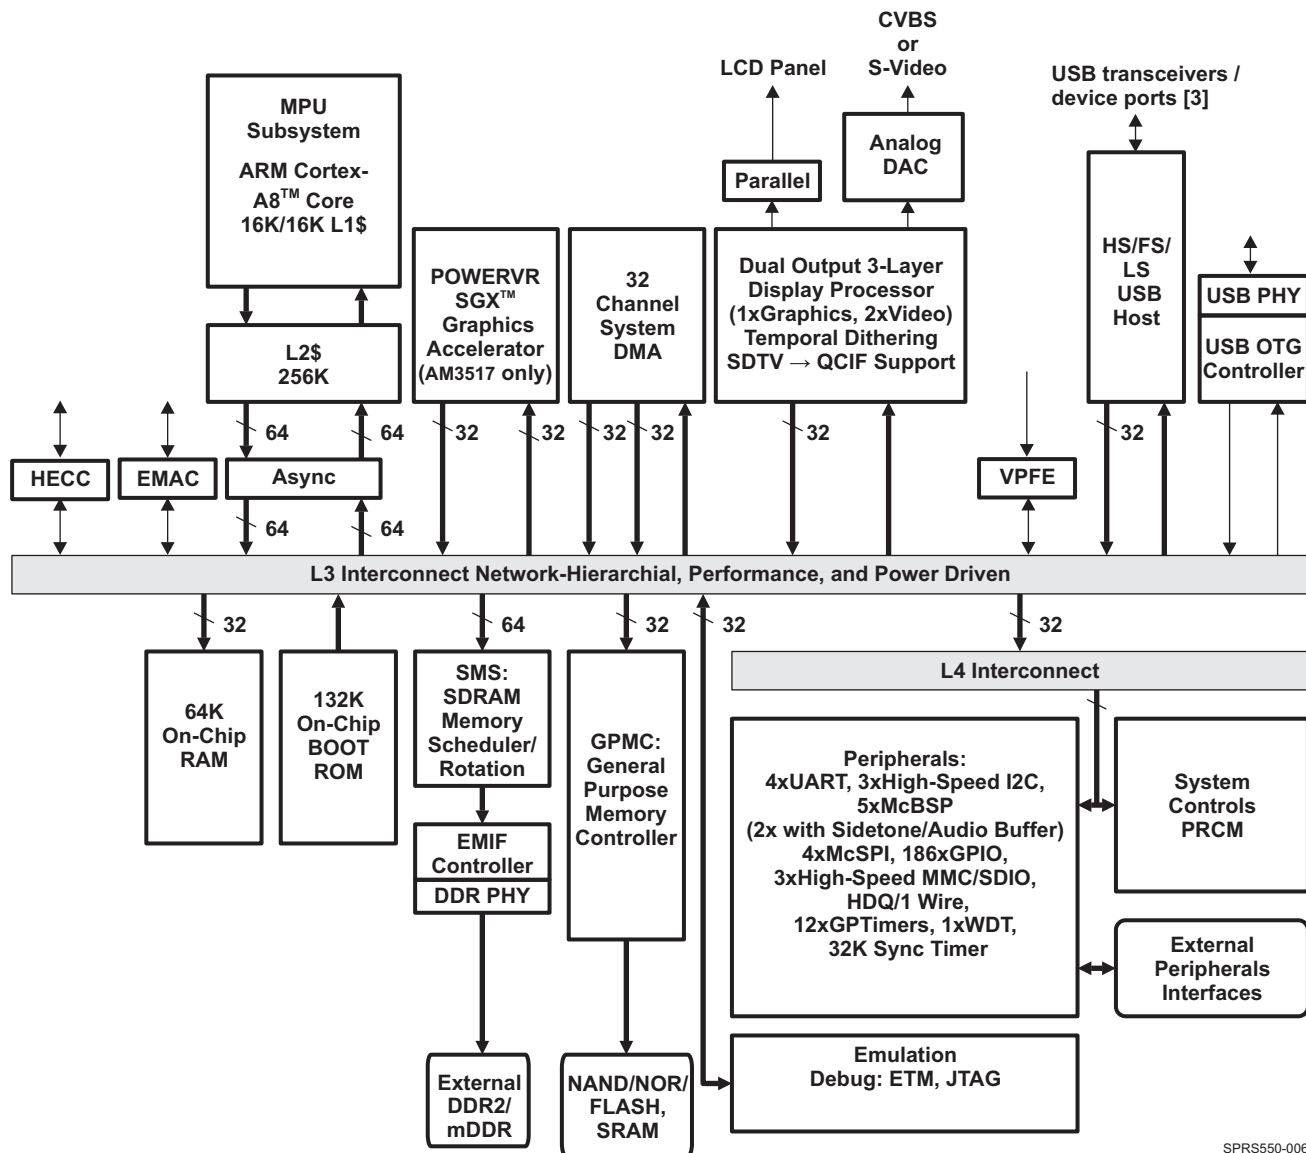 CVBS
or
S-Video
LCD Panel
USB transceivers /
device ports [3]
MPU
Subsystem
ARM Cortex-
A8™ Core
16K/16K L1$
Analog
DAC
Parallel
POWERVR
SGX™
Graphics
Accelerator
(AM3517 only)
32
Channel
System
DMA
Dual Output 3-Layer
Display Processor
(1xGraphics, 2xVideo)
Temporal Dithering
SDTV → QCIF Support
HS/FS/
LS
USB
Host
USB PHY
USB OTG
Controller
L2$
256K
64
64
32
32
32
32
32
32
HECC
EMAC
Async
VPFE
64
64
L3 Interconnect Network-Hierarchial, Performance, and Power Driven
32
64
32
32
32
L4 Interconnect
64K
On-Chip
RAM
132K
On-Chip
BOOT
ROM
SMS:
SDRAM
Memory
Scheduler/
Rotation
EMIF
Controller
DDR PHY
GPMC:
General
Purpose
Memory
Controller
Peripherals:
4xUART, 3xHigh-Speed I2C,
5xMcBSP
(2x with Sidetone/Audio Buffer)
4xMcSPI, 186xGPIO,
3xHigh-Speed MMC/SDIO,
HDQ/1 Wire,
12xGPTimers, 1xWDT,
32K Sync Timer
System
Controls
PRCM
External
Peripherals
Interfaces
Emulation
Debug: ETM, JTAG
External
DDR2/
mDDR
NAND/NOR/
FLASH,
SRAM
SPRS550-006